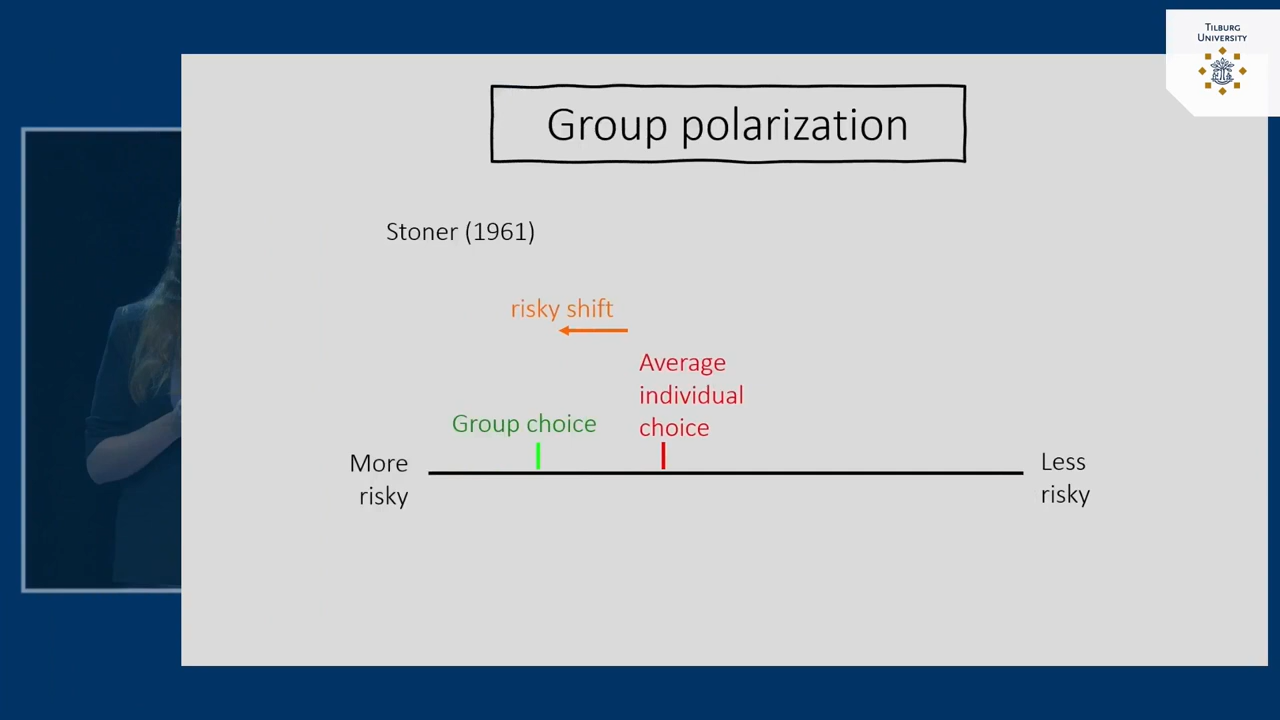 TILBURG
UNIVERSITY
Group polarization
Stoner (1961)
risky shift
Average
individual
choice
Group choice
More
risky
Less
risky